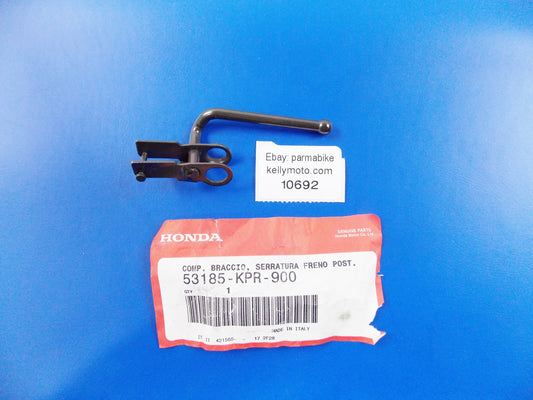 Ebay: parmabike
kellymoto.com
10692
HONDA
GENUINE PARTS
Honda Motor Co., Ltd.
COMP. BRACCIO, SERRATURA FRENO POST.
53185-KPR-900
QTY 1
MADE IN ITALY